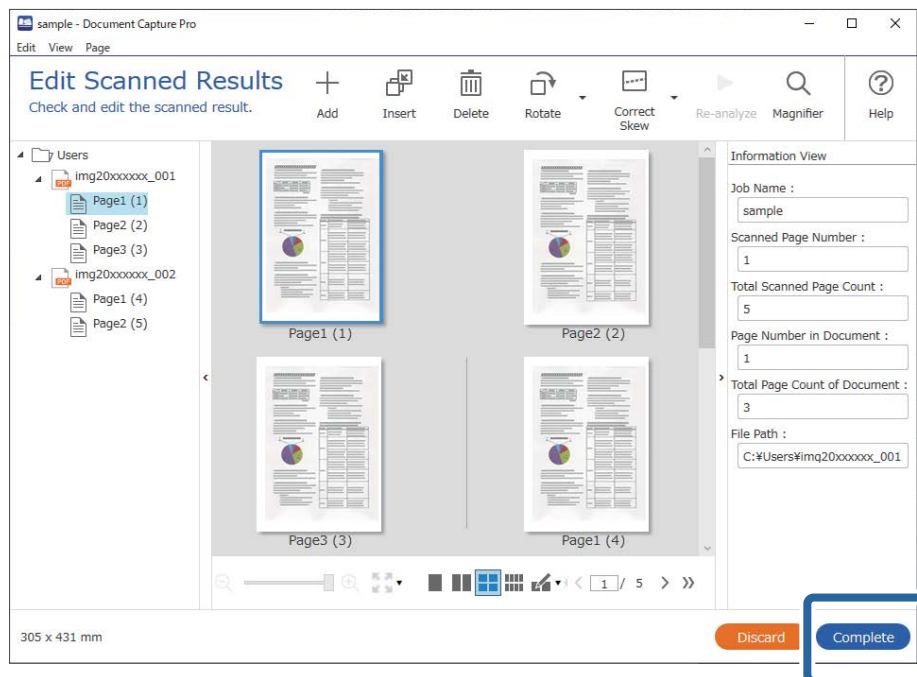 sample - Document Capture Pro
Edit View Page
Edit Scanned Results
Check and edit the scanned result.
Add
Insert
Delete
Rotate
Correct
Skew
Re-analyze
Magnifier
Help
Users
img20xxxxxx_001
Page1 (1)
Page2 (2)
Page3 (3)
img20xxxxxx_002
Page1 (4)
Page2 (5)
Page1 (1)
Page2 (2)
Page3 (3)
Page1 (4)
Information View
Job Name :
sample
Scanned Page Number :
1
Total Scanned Page Count :
5
Page Number in Document :
1
Total Page Count of Document :
3
File Path :
C:¥Users¥img20xxxxxx_001
1 / 5
305 x 431 mm
Discard
Complete